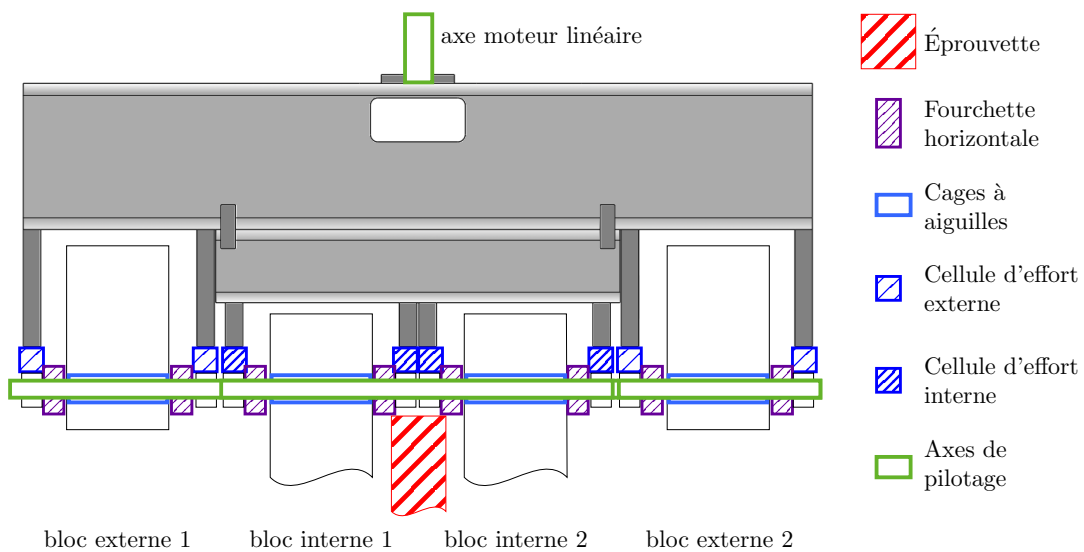 axe moteur linéaire
Éprouvette
Fourchette
horizontale
Cages à
aiguilles
Cellule d'effort
externe
Cellule d'effort
interne
Axes de
pilotage
bloc externe 1
bloc interne 1
bloc interne 2
bloc externe 2